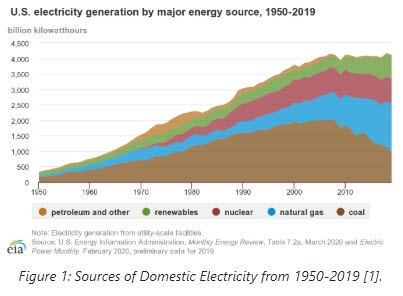 U.S. electricity generation by major energy source, 1950-2019
billion kilowatthours
4,500
4,000
3,500
3,000
2,500
2,000
1,500
1,000
500
0
1950 1960 1970 1980 1990 2000 2010
petroleum and other renewables nuclear natural gas coal
Note: Electricity generation from utility-scale facilities.
Source: U.S. Energy Information Administration, Monthly Energy Review, Table 7.2a, March 2020 and Electric
Power Monthly, February 2020, preliminary data for 2019
eia
Figure 1: Sources of Domestic Electricity from 1950-2019 [1].